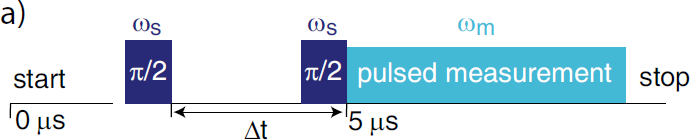 a)
ωs ωs ωm
start π/2 π/2 pulsed measurement stop
0 μs Δt 5 μs